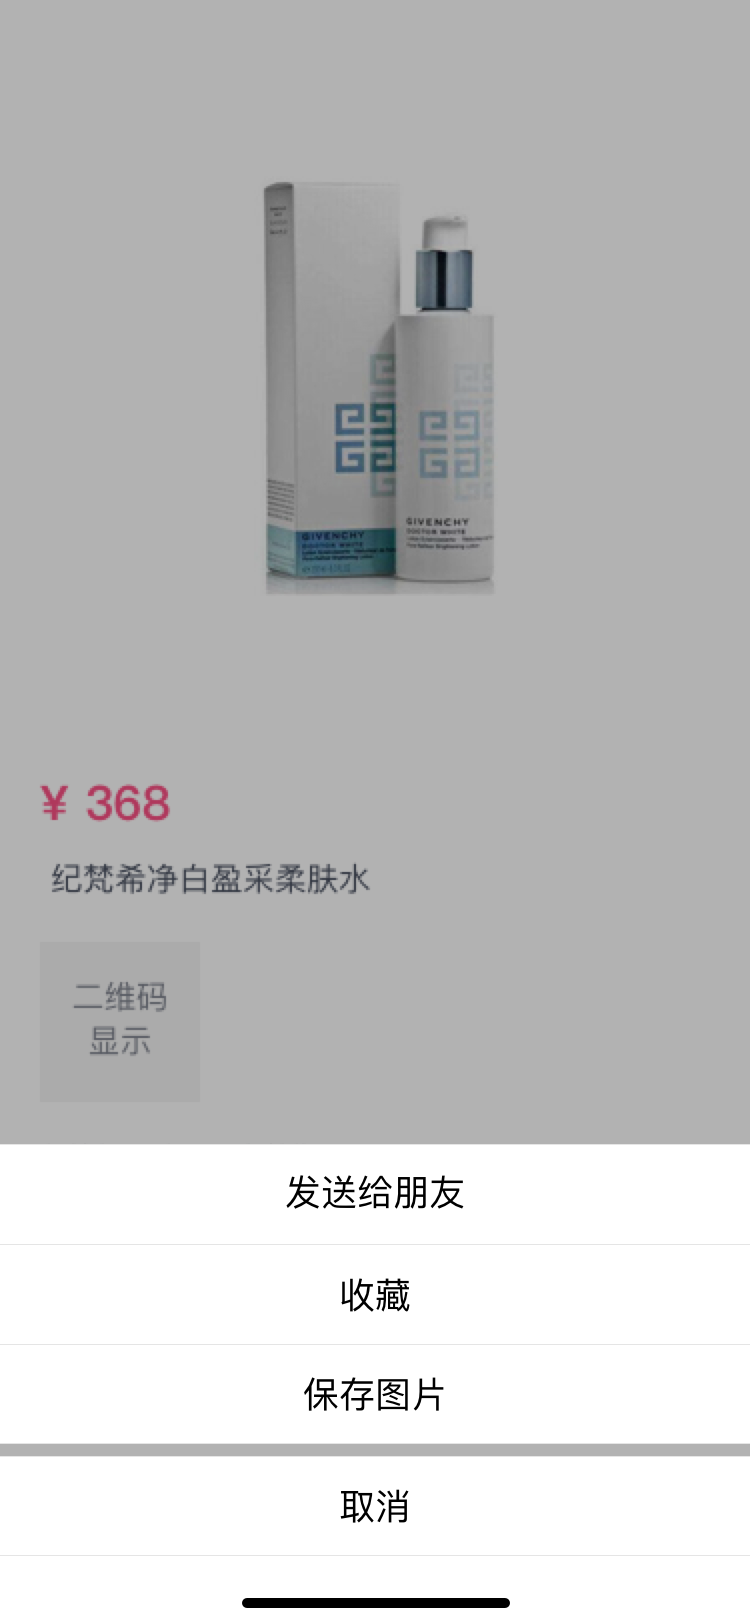 GIVENCHY
DOCTOR WHITE
GIVENCHY
DOCTOR WHITE
¥ 368
纪梵希净白盈采柔肤水
二维码
显示
发送给朋友
收藏
保存图片
取消